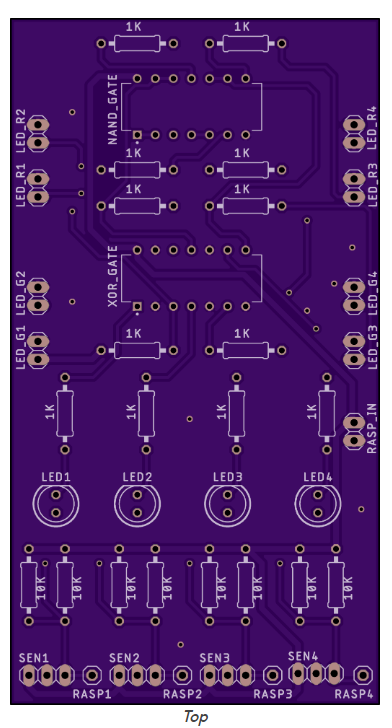 1K 1K
NAND_GATE
LED_R2 LED_R4
1K 1K
LED_R1 LED_R3
1K 1K
XOR_GATE
LED_G2 LED_G4
LED_G1 LED_G3
1K 1K
1K 1K 1K 1K
RASP_IN
LED1 LED2 LED3 LED4
10K 10K 10K 10K 10K 10K 10K 10K
SEN1 SEN2 SEN3 SEN4
RASP1 RASP2 RASP3 RASP4
Top